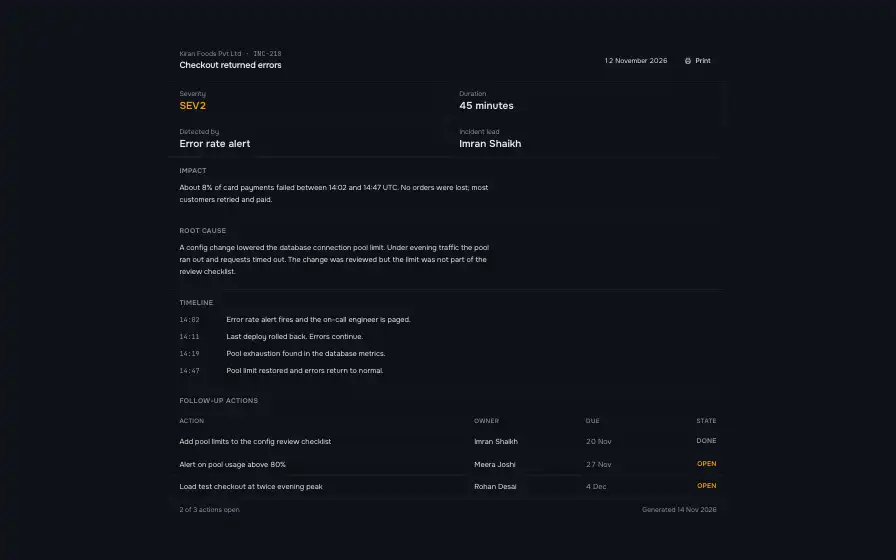 Kiran Foods Pvt Ltd · INC-218
Checkout returned errors
12 November 2026
Print
Severity
SEV2
Duration
45 minutes
Detected by
Error rate alert
Incident lead
Imran Shaikh
IMPACT
About 8% of card payments failed between 14:02 and 14:47 UTC. No orders were lost; most
customers retried and paid.
ROOT CAUSE
A config change lowered the database connection pool limit. Under evening traffic the pool
ran out and requests timed out. The change was reviewed but the limit was not part of the
review checklist.
TIMELINE
14:02 Error rate alert fires and the on-call engineer is paged.
14:11 Last deploy rolled back. Errors continue.
14:19 Pool exhaustion found in the database metrics.
14:47 Pool limit restored and errors return to normal.
FOLLOW-UP ACTIONS
ACTION OWNER DUE STATE
Add pool limits to the config review checklist Imran Shaikh 20 Nov DONE
Alert on pool usage above 80% Meera Joshi 27 Nov OPEN
Load test checkout at twice evening peak Rohan Desai 4 Dec OPEN
2 of 3 actions open
Generated 14 Nov 2026